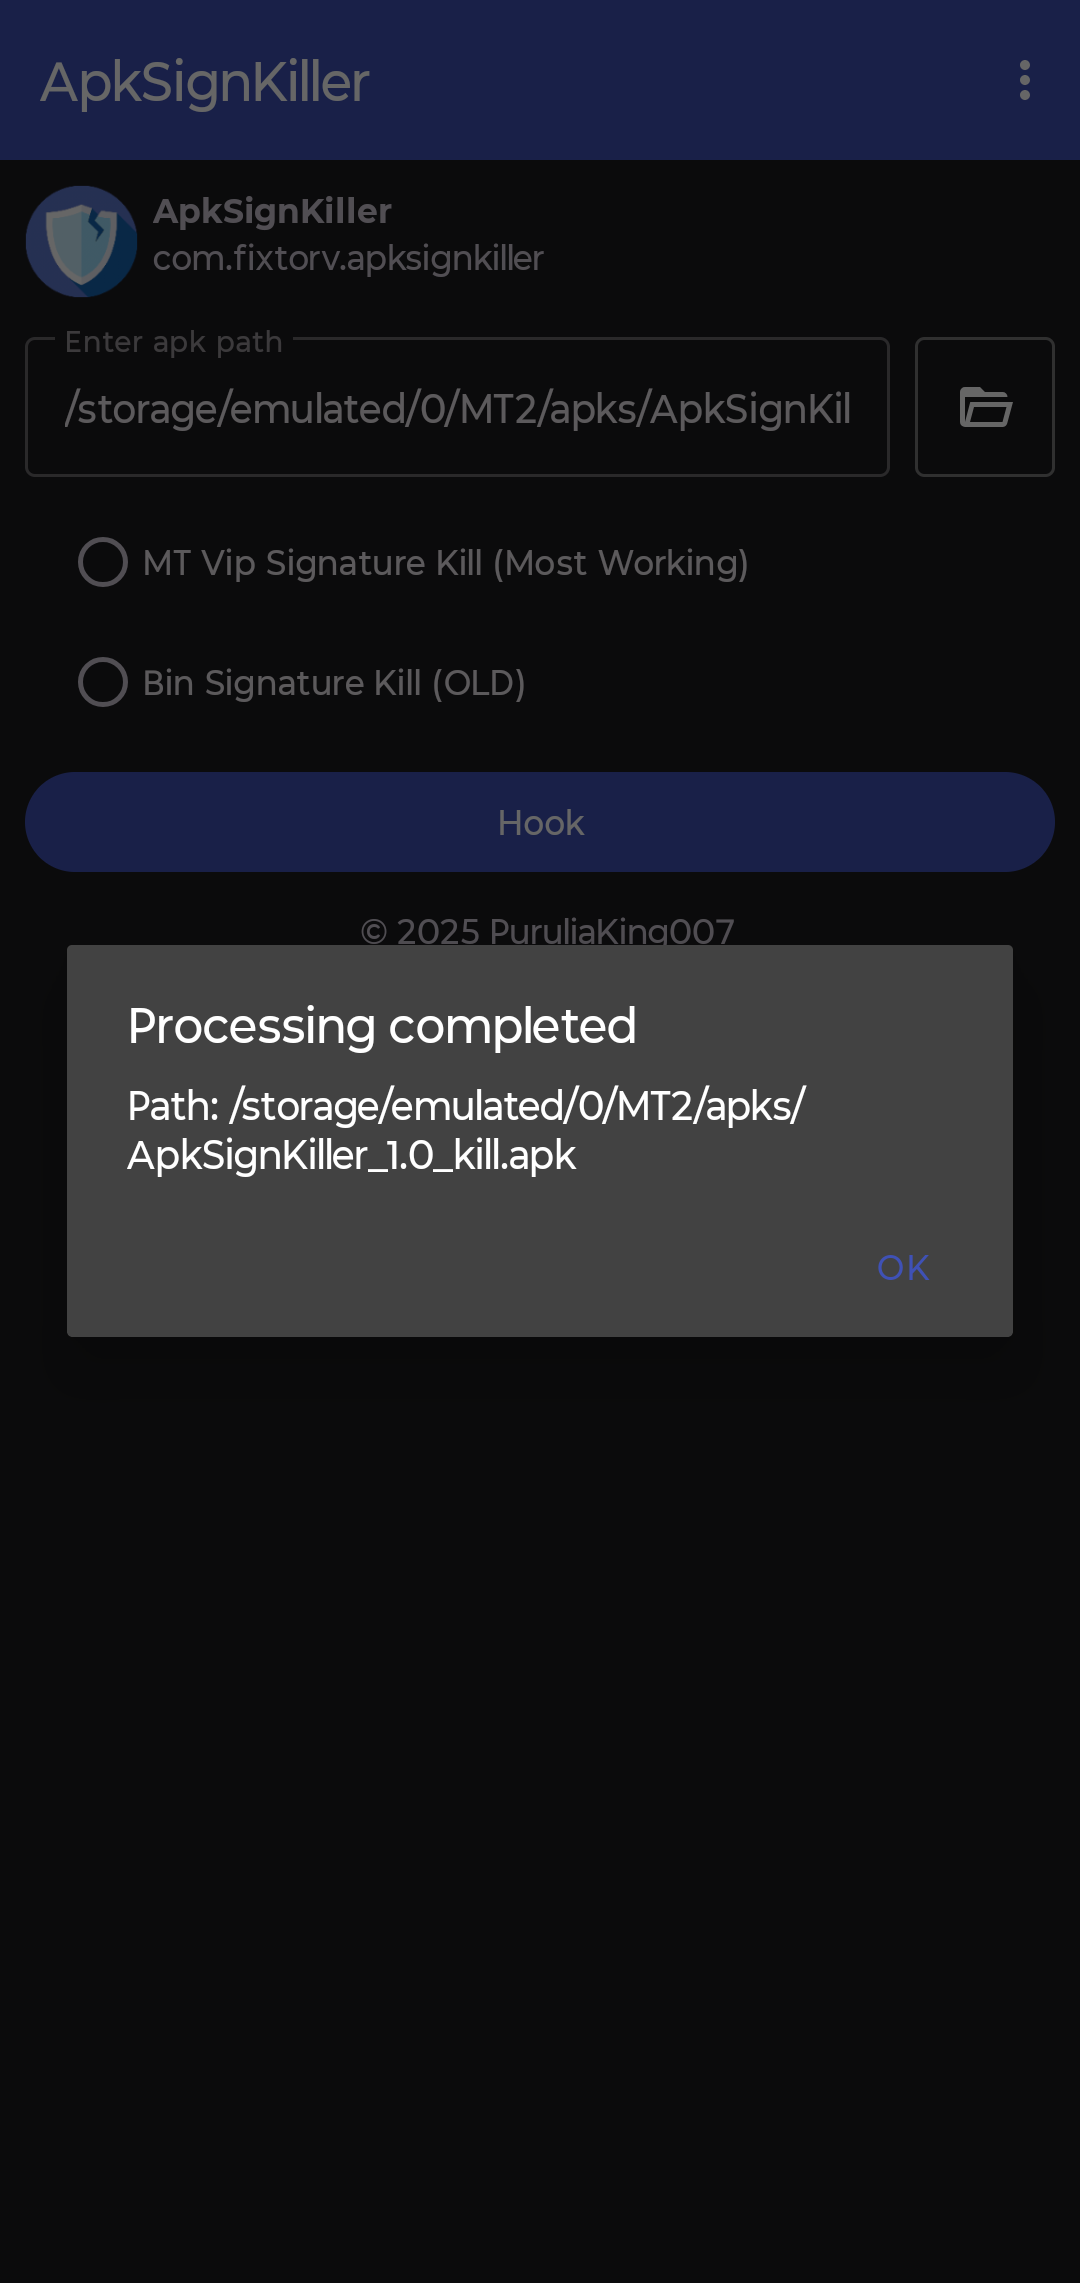 ApkSignKiller
ApkSignKiller
com.fixtorv.apksignkiller
Enter apk path
/storage/emulated/0/MT2/apks/ApkSignKil
MT Vip Signature Kill (Most Working)
Bin Signature Kill (OLD)
Hook
© 2025 PuruliaKing007
Processing completed
Path: /storage/emulated/0/MT2/apks/
ApkSignKiller_1.0_kill.apk
OK